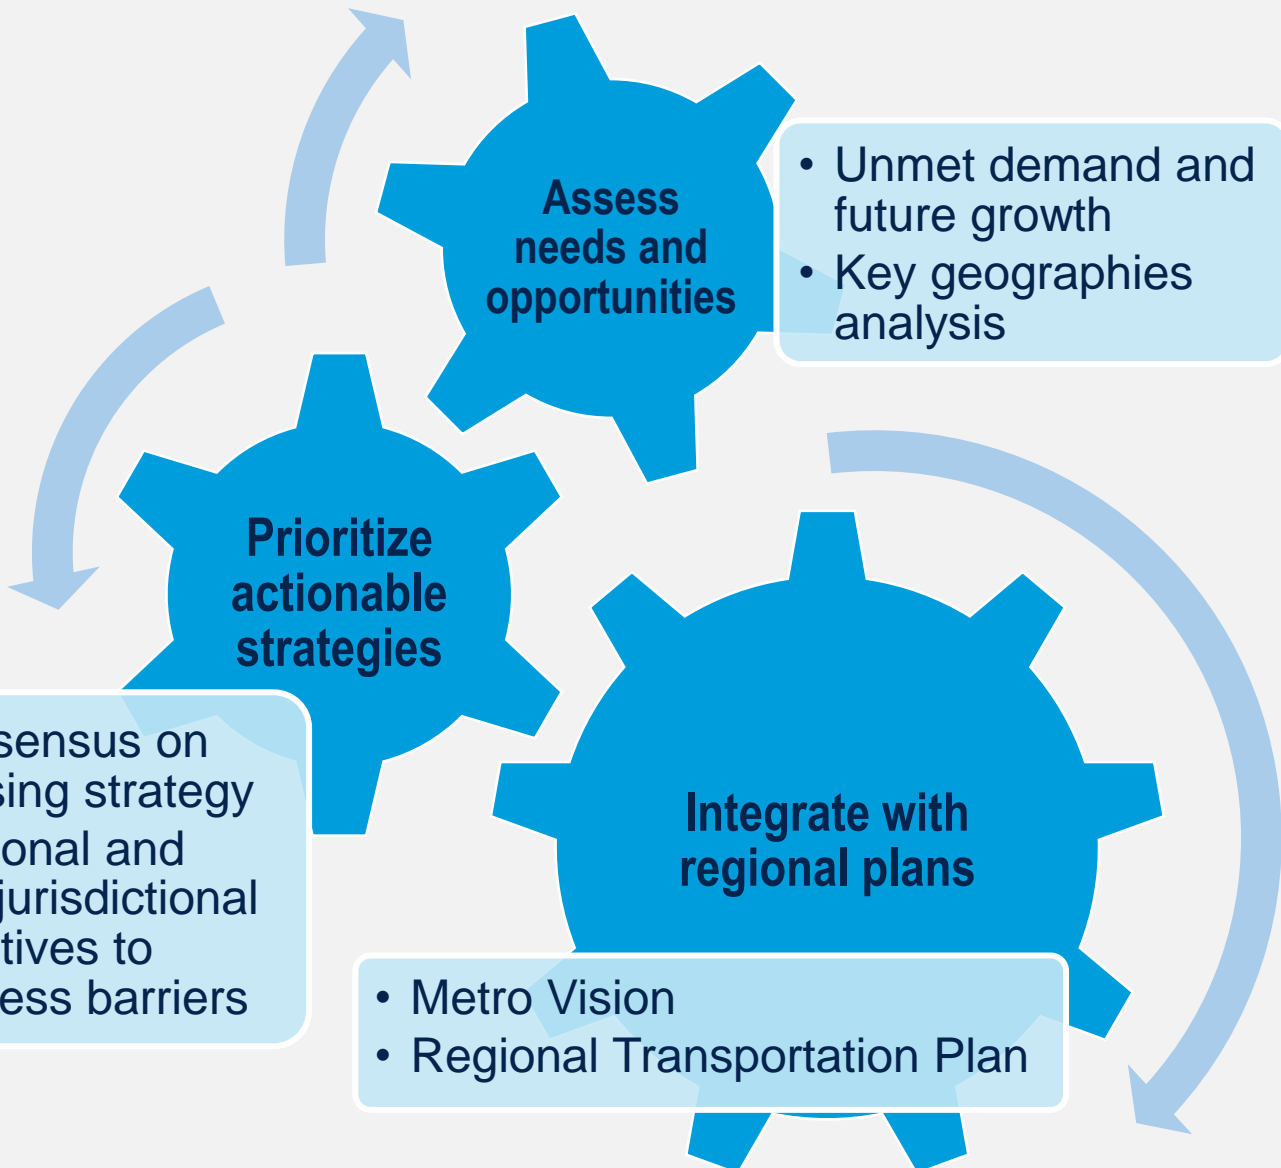 Assess
needs and
opportunities
• Unmet demand and
future growth
• Key geographies
analysis
Prioritize
actionable
strategies
sensus on
sing strategy
onal and
jurisdictional
tives to
ess barriers
Integrate with
regional plans
• Metro Vision
• Regional Transportation Plan